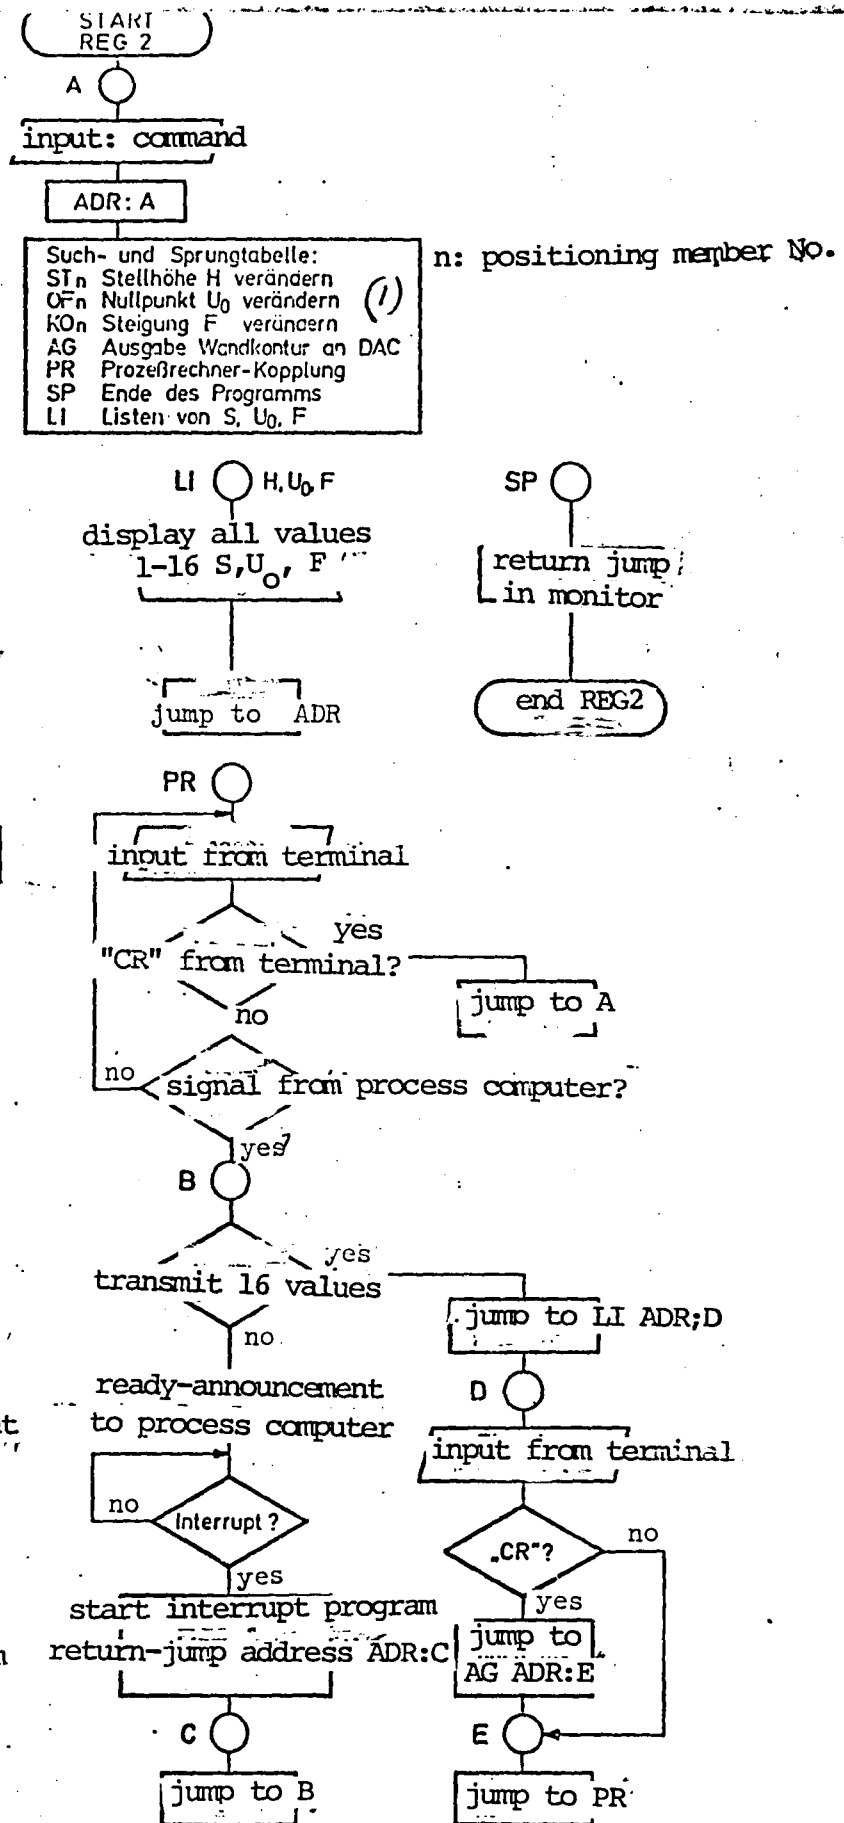 START
REG 2
A
input: command
ADR: A
Such- und Sprungtabelle:
STn Stellhöhe H verändern
OFn Nullpunkt U0 verändern
KOn Steigung F verändern
AG Ausgabe Wandkontur an DAC
PR Prozeßrechner-Kopplung
SP Ende des Programms
LI Listen von S, U0, F
(1)
n: positioning member No.
LI H,U0,F
display all values
1-16 S,Uo, F
jump to ADR
SP
return jump
in monitor
end REG2
PR
input from terminal
yes
"CR" from terminal?
no
jump to A
no
signal from process computer?
yes
B
yes
transmit 16 values
no
jump to LI ADR;D
D
ready-announcement
to process computer
input from terminal
no
Interrupt?
yes
„CR"?
no
yes
start interrupt program
return-jump address ADR:C
jump to
AG ADR:E
C
E
jump to B
jump to PR